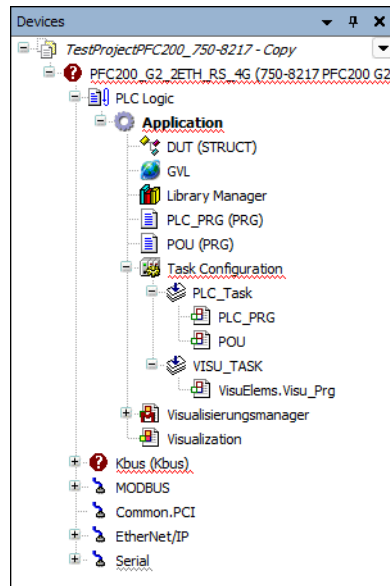 Devices
TestProjectPFC200_750-8217 - Copy
PFC200_G2_2ETH_RS_4G (750-8217 PFC200 G2
PLC Logic
Application
DUT (STRUCT)
GVL
Library Manager
PLC_PRG (PRG)
POU (PRG)
Task Configuration
PLC_Task
PLC_PRG
POU
VISU_TASK
VisuElems.Visu_Prg
Visualisierungsmanager
Visualization
Kbus (Kbus)
MODBUS
Common.PCI
EtherNet/IP
Serial